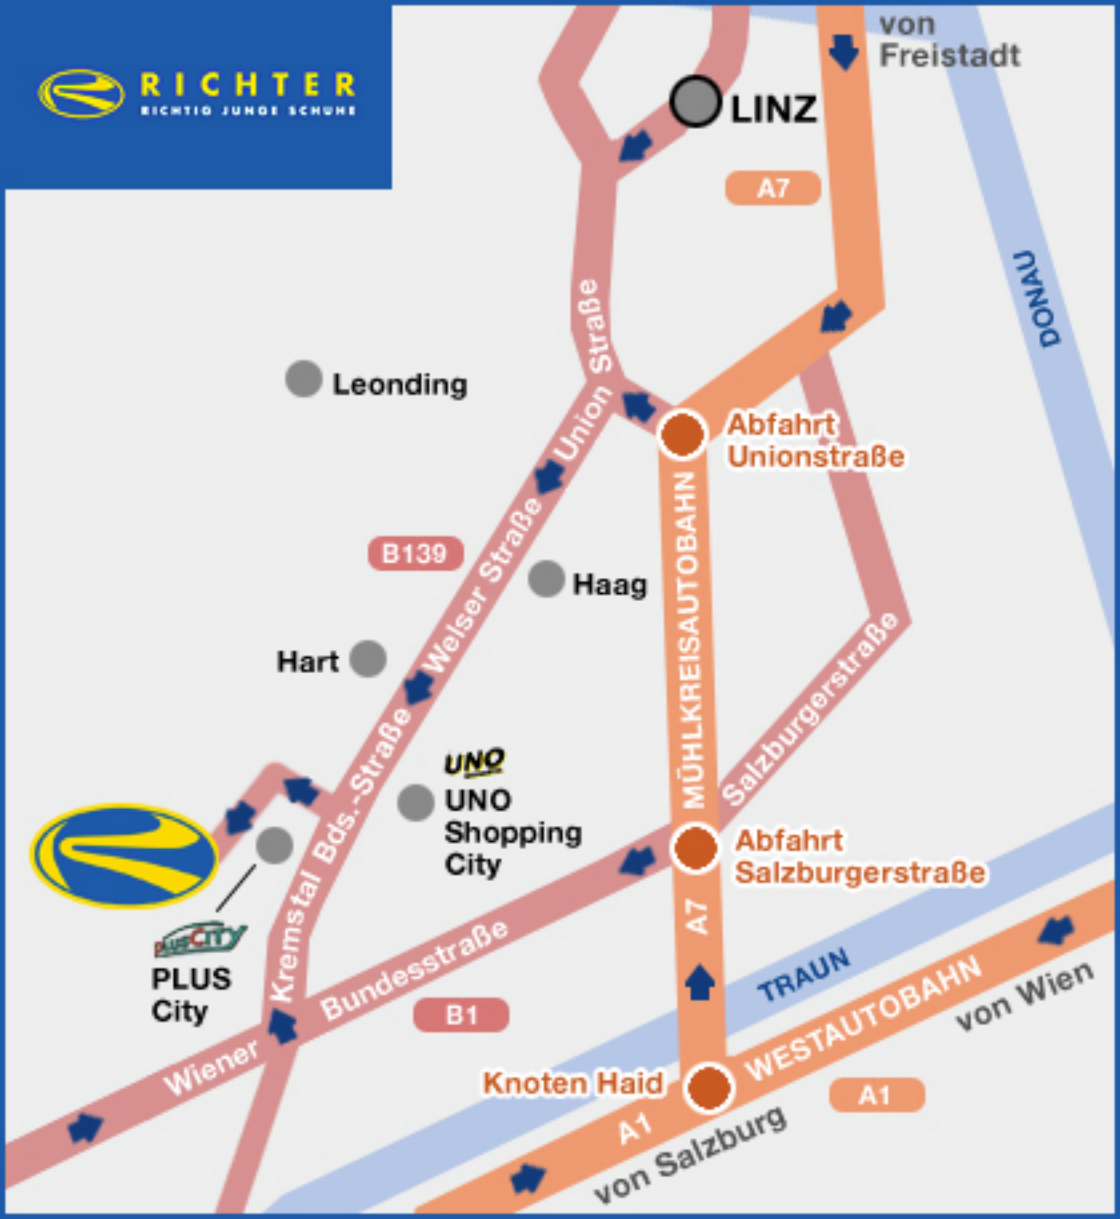 RICHTER
RICHTIG JUNGE SCHUHE
von
Freistadt
LINZ
A7
DONAU
Union Straße
Leonding
Abfahrt
Unionstraße
B139
Welser Straße
Haag
MÜHLKREISAUTOBAHN
Hart
Salzburgerstraße
Kremstal Bds.-Straße
UNO
UNO
Shopping
City
Abfahrt
Salzburgerstraße
A7
PLUSCITY
PLUS
City
Wiener Bundesstraße
B1
TRAUN
WESTAUTOBAHN
von Wien
Knoten Haid
A1
A1
von Salzburg